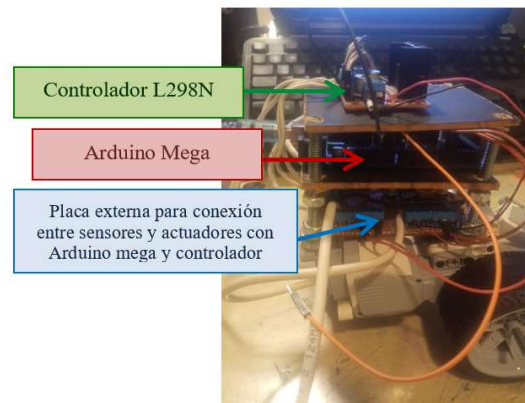 Controlador L298N
Arduino Mega
Placa externa para conexión
entre sensores y actuadores con
Arduino mega y controlador